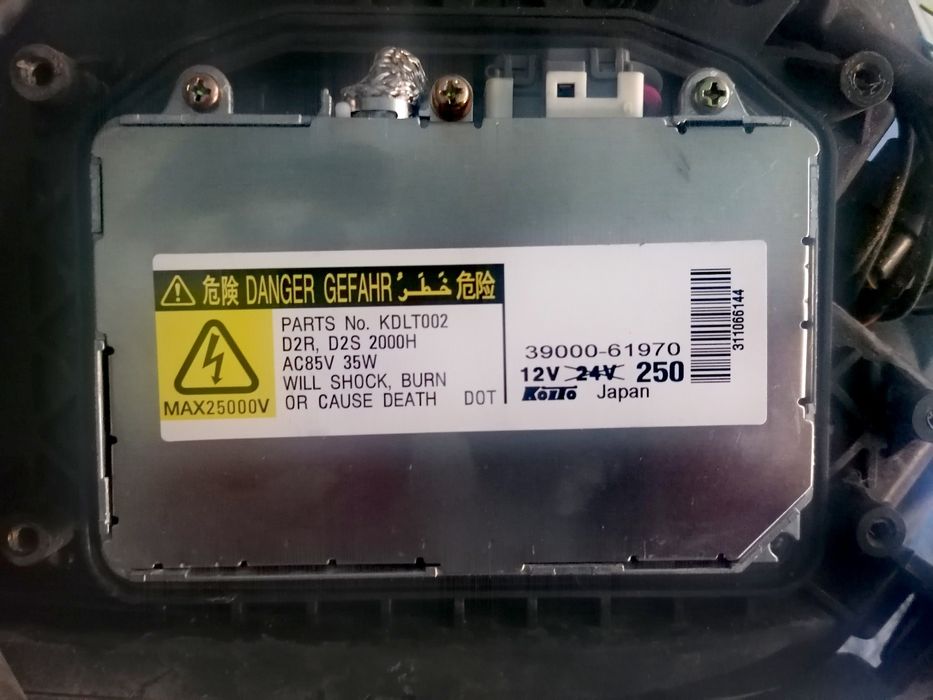 危険 DANGER GEFAHR خَطَرٌ 危险
PARTS No. KDLT002
D2R, D2S 2000H
AC85V 35W
WILL SHOCK, BURN
OR CAUSE DEATH DOT
MAX25000V
39000-61970
12V 24V 250
KOITO Japan
311066144